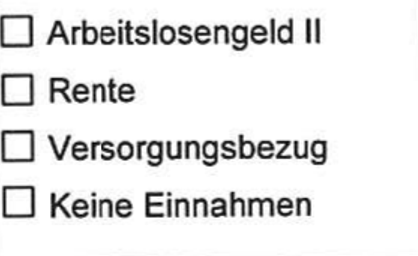 ☐ Arbeitslosengeld II
☐ Rente
☐ Versorgungsbezug
☐ Keine Einnahmen